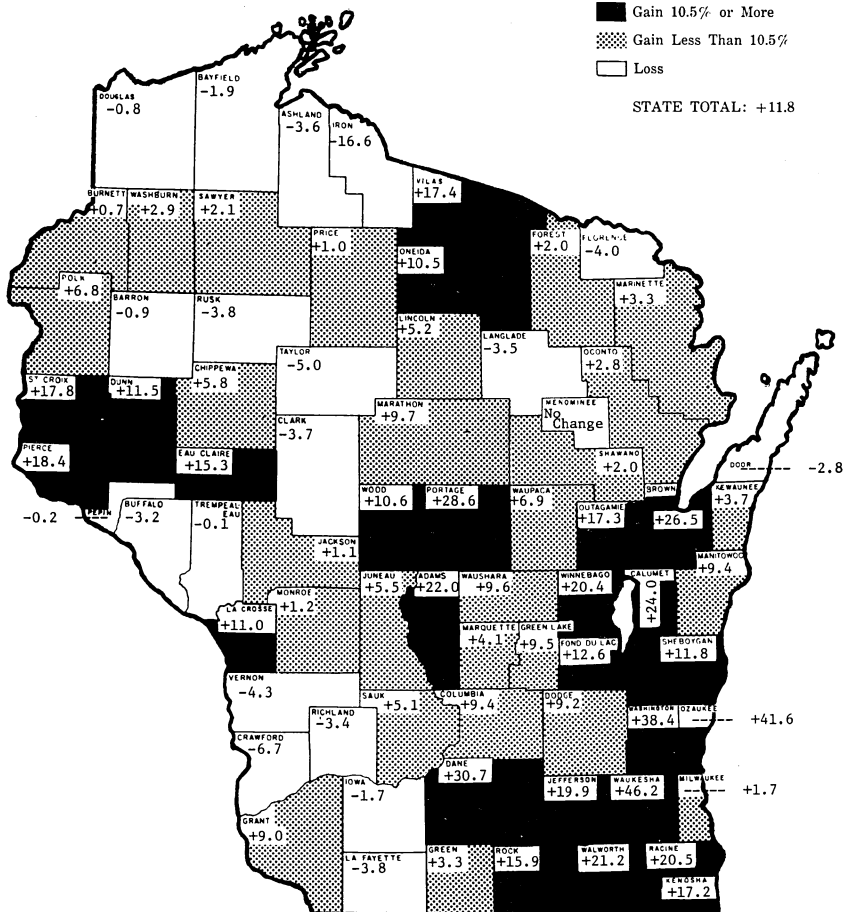 Gain 10.5% or More
Gain Less Than 10.5%
Loss
STATE TOTAL: +11.8
DOUGLAS
-0.8
BAYFIELD
-1.9
ASHLAND
-3.6
IRON
-16.6
VILAS
+17.4
BURNETT
+0.7
WASHBURN
+2.9
SAWYER
+2.1
PRICE
+1.0
ONEIDA
+10.5
FOREST
+2.0
FLORENCE
-4.0
MARINETTE
+3.3
POLK
+6.8
BARRON
-0.9
RUSK
-3.8
LINCOLN
+5.2
LANGLADE
-3.5
OCONTO
+2.8
TAYLOR
-5.0
CHIPPEWA
+5.8
ST CROIX
+17.8
DUNN
+11.5
MARATHON
+9.7
MENOMINEE
No
Change
CLARK
-3.7
PIERCE
+18.4
EAU CLAIRE
+15.3
SHAWANO
+2.0
DOOR
-2.8
-0.2
PEPIN
BUFFALO
-3.2
TREMPEAU
EAU
-0.1
WOOD
+10.6
PORTAGE
+28.6
WAUPACA
+6.9
OUTAGAMIE
+17.3
BROWN
+26.5
KEWAUNEE
+3.7
JACKSON
+1.1
MANITOWOC
+9.4
JUNEAU
+5.5
ADAMS
+22.0
WAUSHARA
+9.6
WINNEBAGO
+20.4
CALUMET
+24.0
MONROE
+1.2
LA CROSSE
+11.0
MARQUETTE
+4.1
GREEN LAKE
+9.5
FOND DU LAC
+12.6
SHEBOYGAN
+11.8
VERNON
-4.3
SAUK
+5.1
COLUMBIA
+9.4
DODGE
+9.2
WASHINGTON
+38.4
OZAUKEE
+41.6
RICHLAND
-3.4
CRAWFORD
-6.7
DANE
+30.7
JEFFERSON
+19.9
WAUKESHA
+46.2
MILWAUKEE
+1.7
IOWA
-1.7
GRANT
+9.0
LA FAYETTE
-3.8
GREEN
+3.3
ROCK
+15.9
WALWORTH
+21.2
RACINE
+20.5
KENOSHA
+17.2